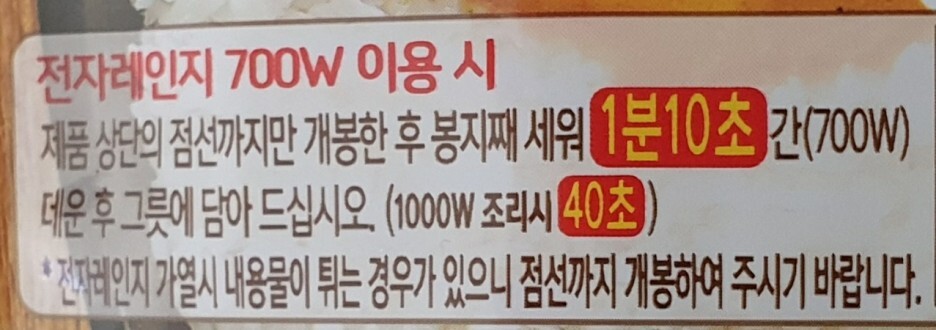 전자레인지 700W 이용 시
제품 상단의 점선까지만 개봉한 후 봉지째 세워 1분10초 간(700W)
데운 후 그릇에 담아 드십시오. (1000W 조리시 40초)
* 전자레인지 가열시 내용물이 튀는 경우가 있으니 점선까지 개봉하여 주시기 바랍니다.